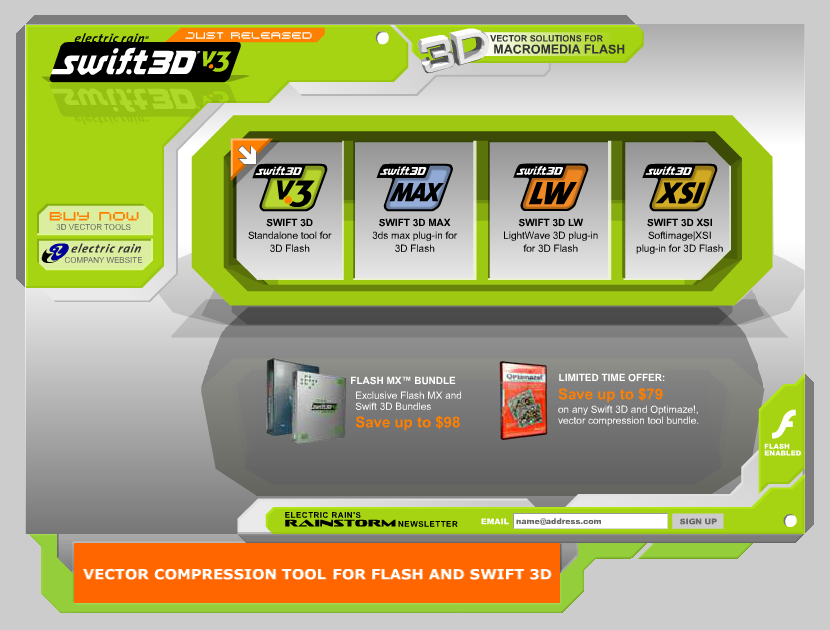 JUST RELEASED
electric rain™
swift3D V.3
3D VECTOR SOLUTIONS FOR
MACROMEDIA FLASH
swift3D
V.3
SWIFT 3D
Standalone tool for
3D Flash
swift3D
MAX
SWIFT 3D MAX
3ds max plug-in for
3D Flash
swift3D
LW
SWIFT 3D LW
LightWave 3D plug-in
for 3D Flash
swift3D
XSI
SWIFT 3D XSI
Softimage|XSI
plug-in for 3D Flash
BUY NOW
3D VECTOR TOOLS
electric rain
COMPANY WEBSITE
FLASH MX™ BUNDLE
Exclusive Flash MX and
Swift 3D Bundles
Save up to $98
Optimaze!
LIMITED TIME OFFER:
Save up to $79
on any Swift 3D and Optimaze!,
vector compression tool bundle.
FLASH
ENABLED
ELECTRIC RAIN'S
RAINSTORM NEWSLETTER
EMAIL name@address.com SIGN UP
VECTOR COMPRESSION TOOL FOR FLASH AND SWIFT 3D